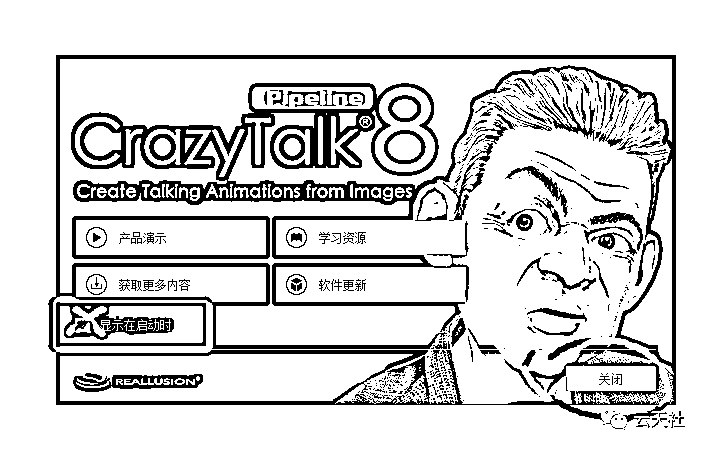 Pipeline
CrazyTalk® 8
Create Talking Animations from Images
产品演示
学习资源
获取更多内容
软件更新
显示在启动时
REALLUSION®
关闭
云天社